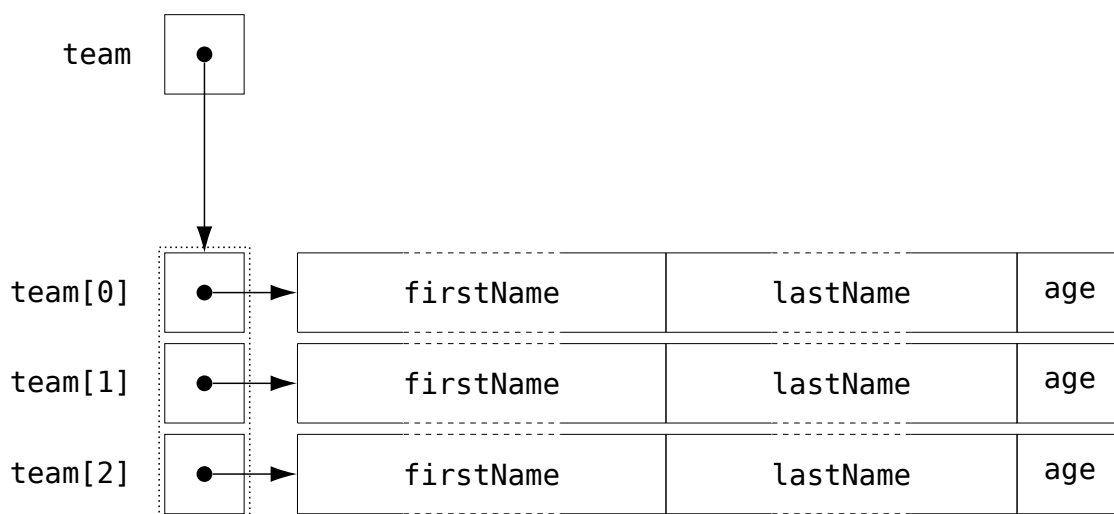 team
team[0] firstName lastName age
team[1] firstName lastName age
team[2] firstName lastName age